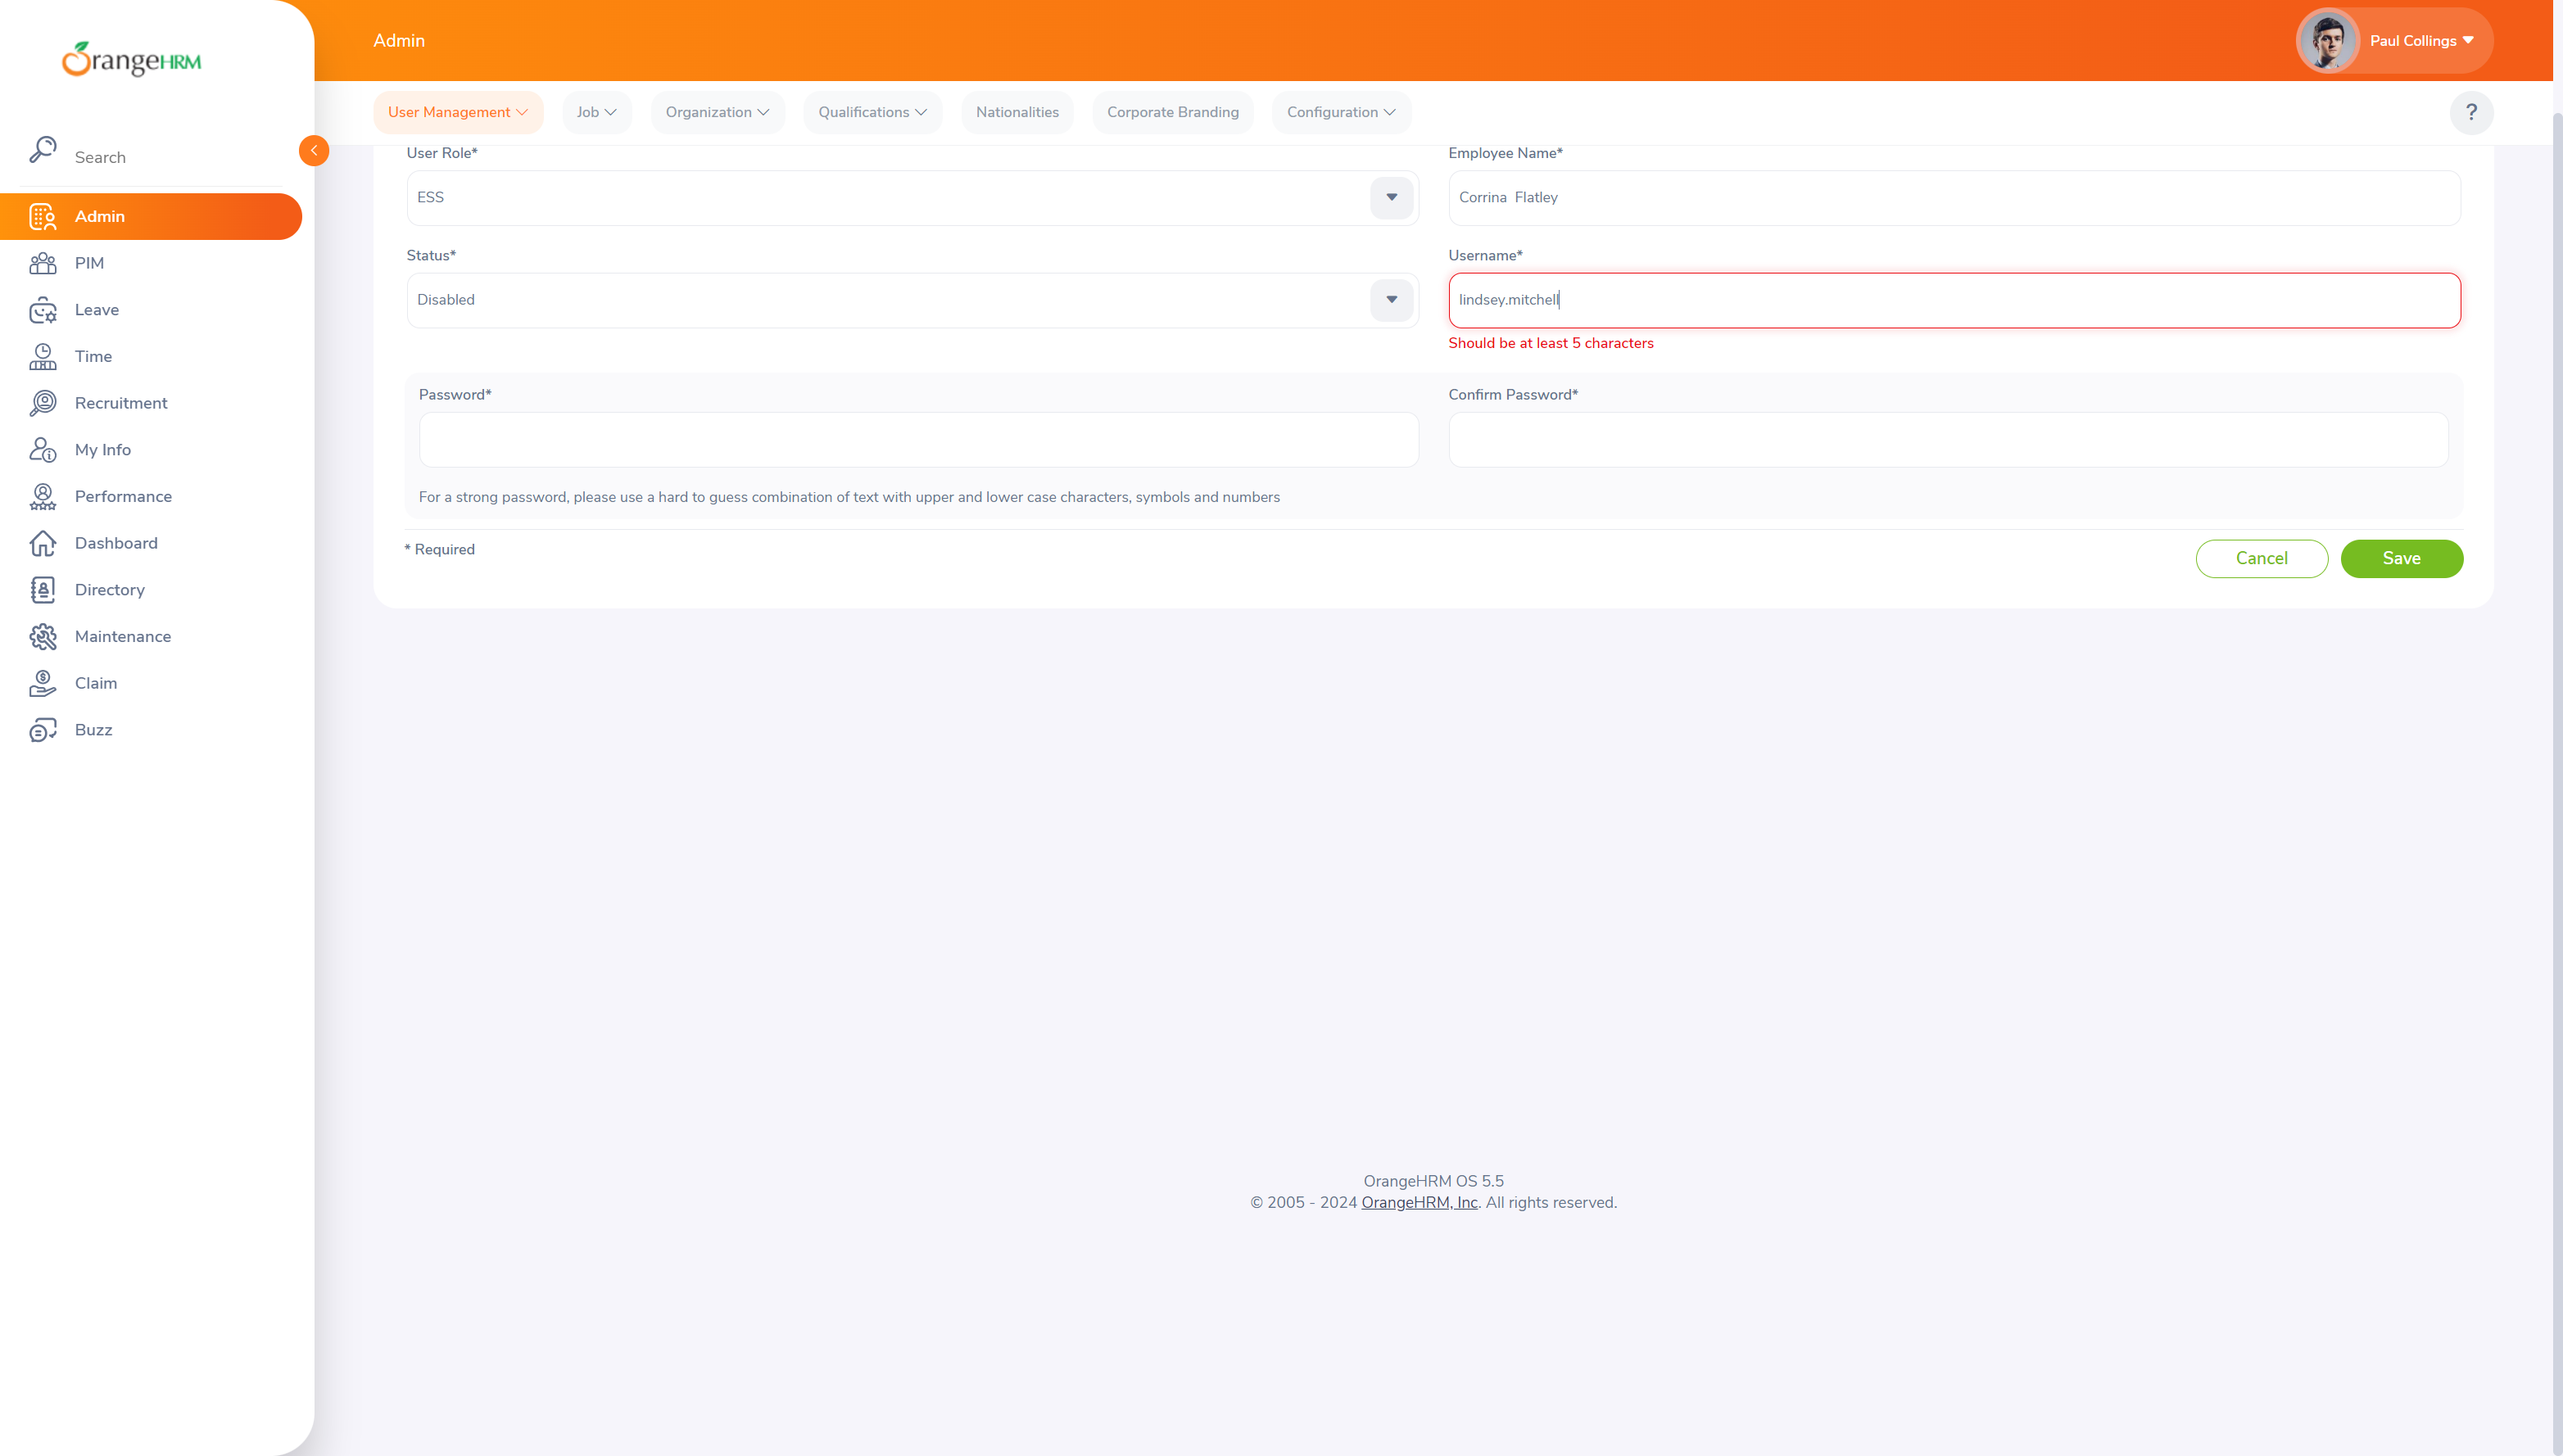 OrangeHRM
Search
Admin
PIM
Leave
Time
Recruitment
My Info
Performance
Dashboard
Directory
Maintenance
Claim
Buzz
Admin
Paul Collings
User Management
Job
Organization
Qualifications
Nationalities
Corporate Branding
Configuration
?
User Role*
ESS
Employee Name*
Corrina  Flatley
Status*
Disabled
Username*
lindsey.mitchell
Should be at least 5 characters
Password*
Confirm Password*
For a strong password, please use a hard to guess combination of text with upper and lower case characters, symbols and numbers
* Required
Cancel
Save
OrangeHRM OS 5.5
© 2005 - 2024 OrangeHRM, Inc. All rights reserved.